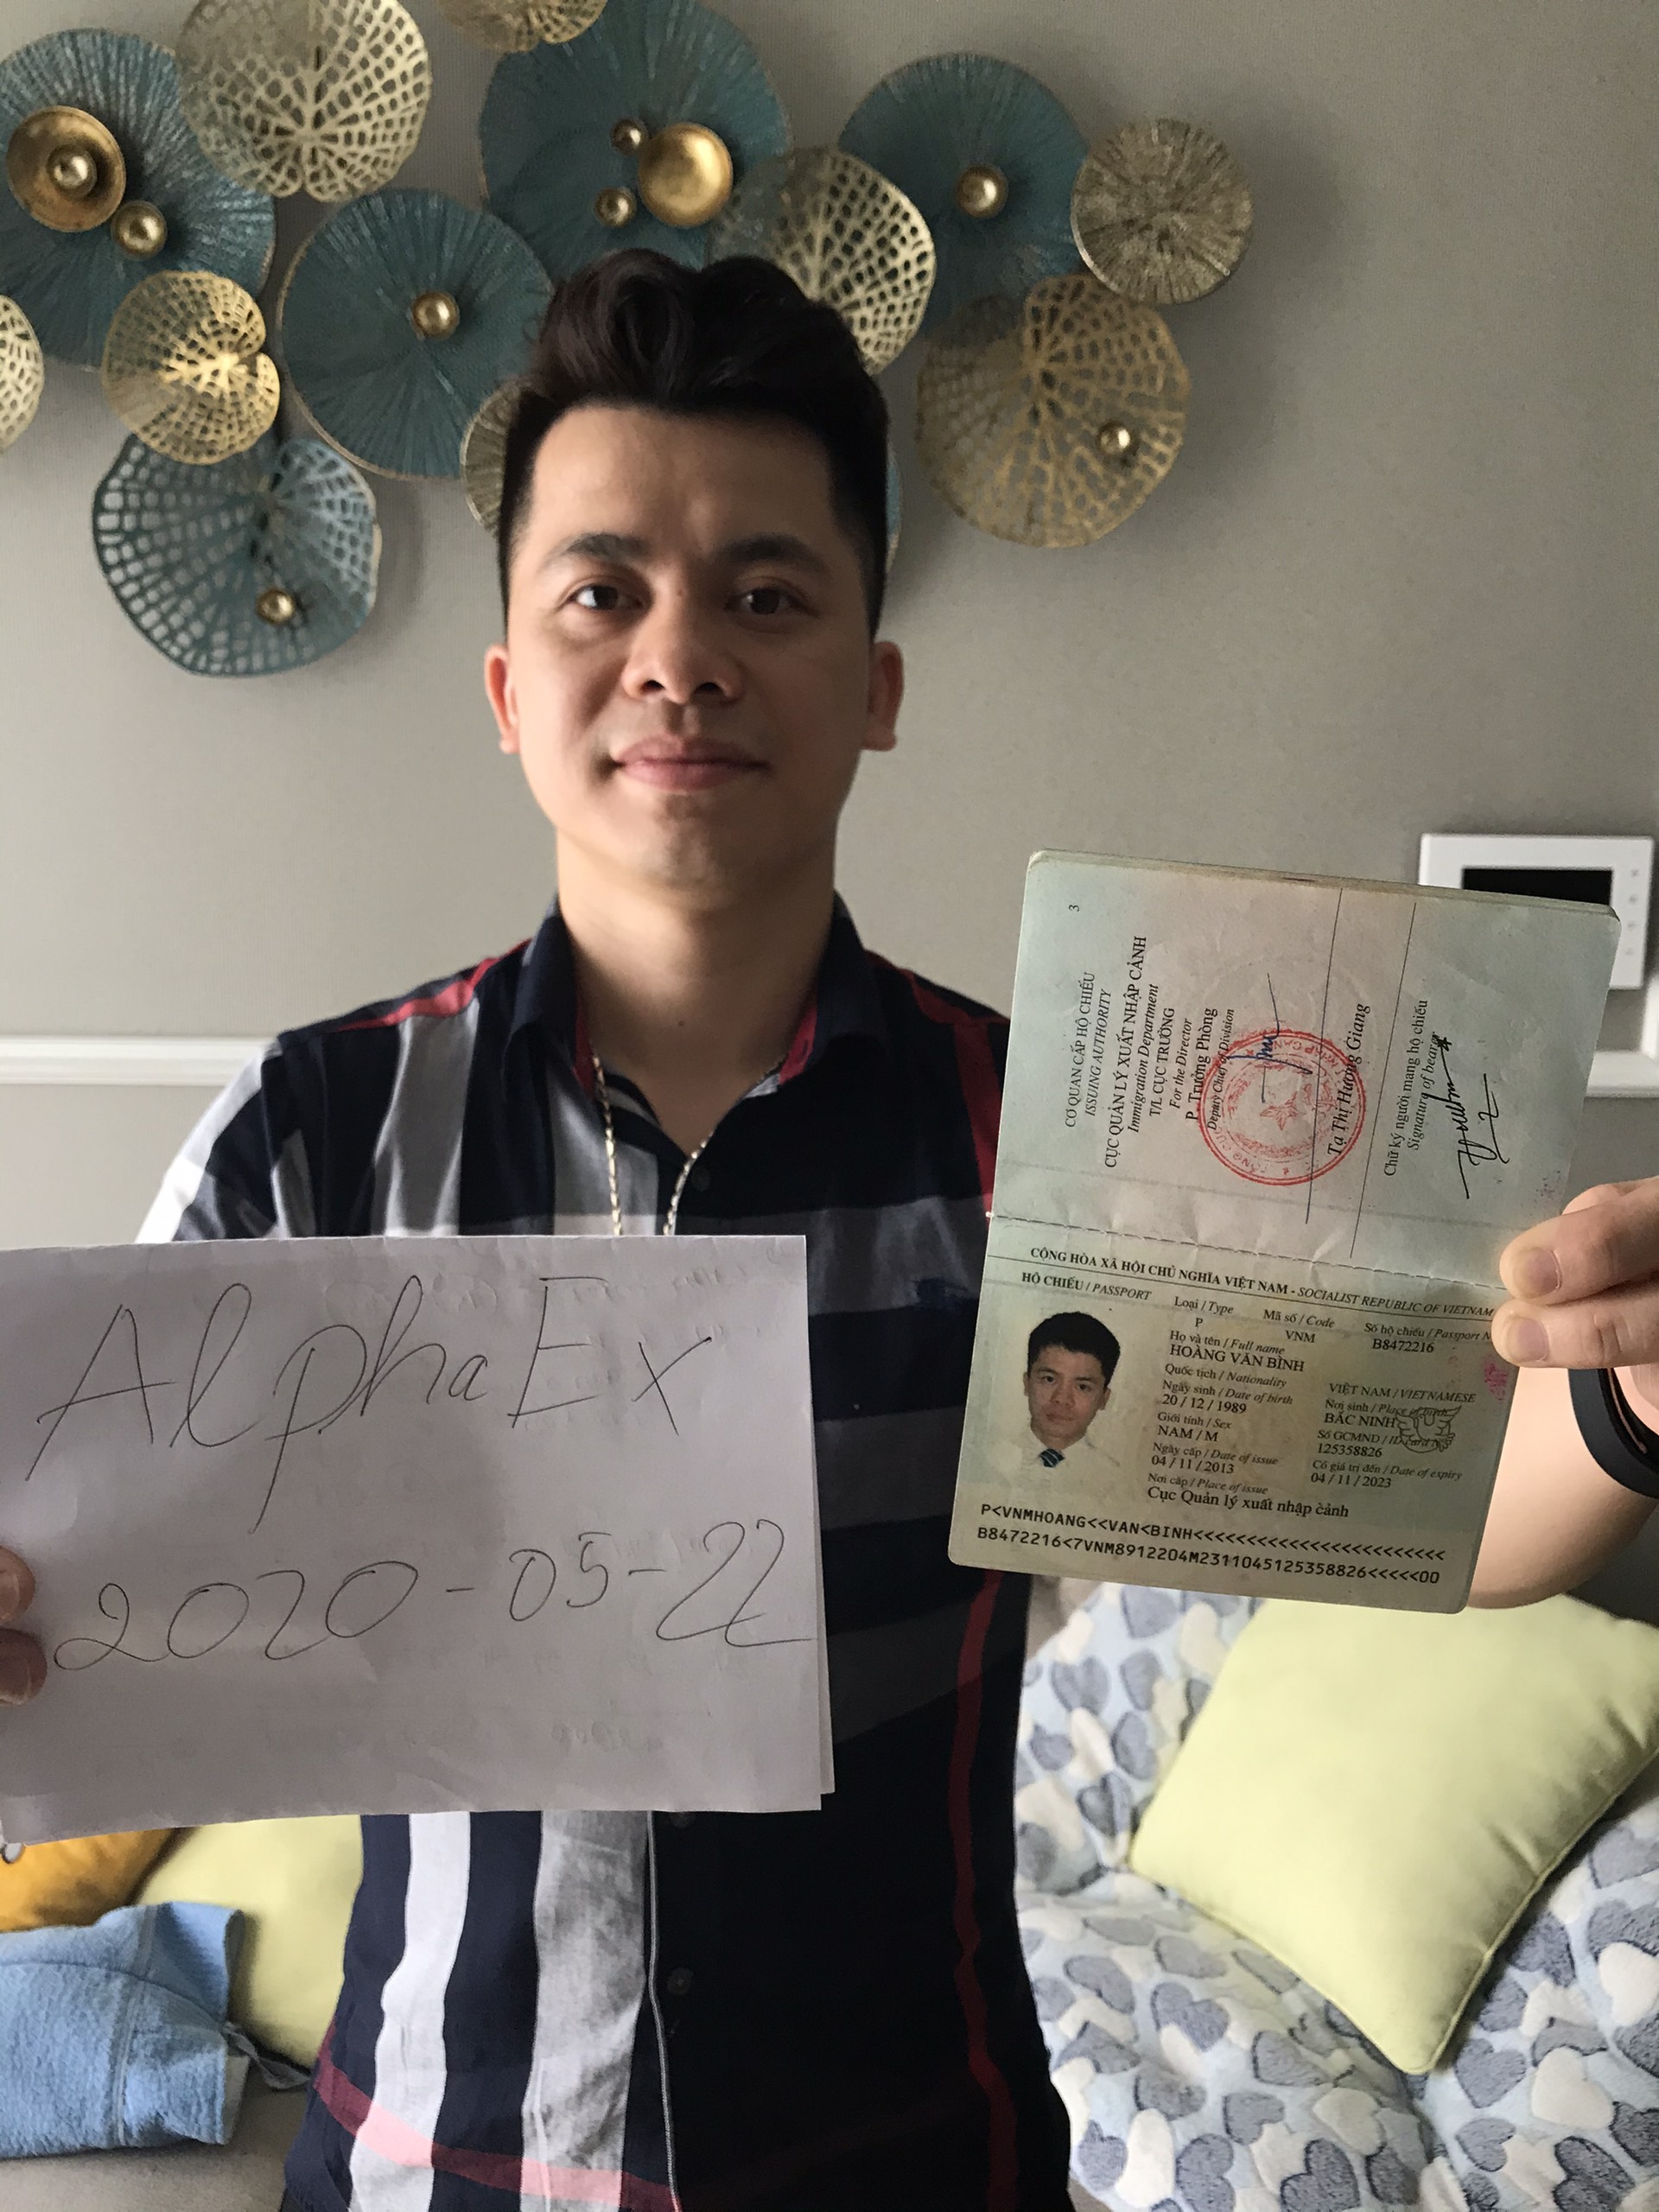 AlphaEx
2020-05-22
3
CƠ QUAN CẤP HỘ CHIẾU
ISSUING AUTHORITY
CỤC QUẢN LÝ XUẤT NHẬP CẢNH
Immigration Department
T/L CỤC TRƯỞNG
For the Director
P. Trưởng Phòng
Deputy Chief of Division
Tạ Thị Hương Giang
Chữ ký người mang hộ chiếu
Signature of bearer
CỘNG HÒA XÃ HỘI CHỦ NGHĨA VIỆT NAM - SOCIALIST REPUBLIC OF VIETNAM
HỘ CHIẾU / PASSPORT
Loại / Type
Mã số / Code
Số hộ chiếu / Passport N
P
VNM
B8472216
Họ và tên / Full name
HOÀNG VĂN BÌNH
Quốc tịch / Nationality
VIỆT NAM / VIETNAMESE
Ngày sinh / Date of birth
Nơi sinh / Place of birth
20 / 12 / 1989
BẮC NINH
Giới tính / Sex
Số GCMND / ID card N
NAM / M
125358826
Ngày cấp / Date of issue
Có giá trị đến / Date of expiry
04 / 11 / 2013
04 / 11 / 2023
Nơi cấp / Place of issue
Cục Quản lý xuất nhập cảnh
P<VNMHOANG<<VAN<BINH<<<<<<<<<<<<<<<<<<<<<<<<
B8472216<7VNM8912204M2311045125358826<<<<<00